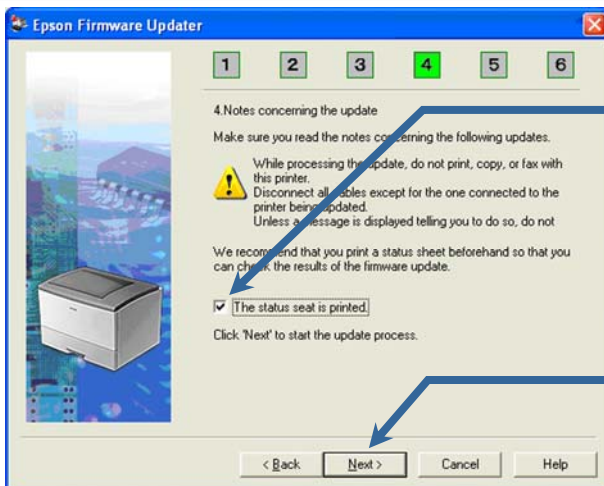 Epson Firmware Updater
1 2 3 4 5 6
4.Notes concerning the update
Make sure you read the notes concerning the following updates.
While processing the update, do not print, copy, or fax with
this printer.
Disconnect all cables except for the one connected to the
printer being updated.
Unless a message is displayed telling you to do so, do not
We recommend that you print a status sheet beforehand so that you
can check the results of the firmware update.
The status seat is printed.
Click 'Next' to start the update process.
< Back Next > Cancel Help